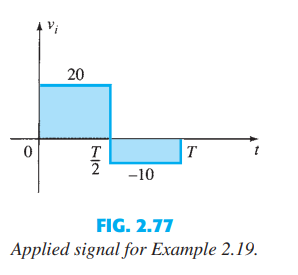 v_i
20
0
T/2
T
t
–10
FIG. 2.77
Applied signal for Example 2.19.